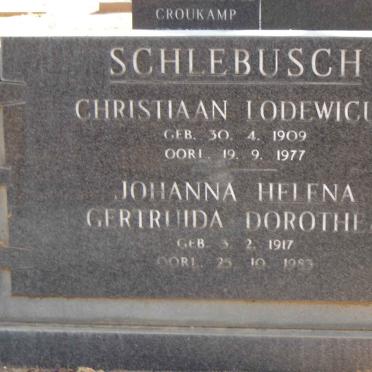 CROUKAMP
SCHLEBUSCH
CHRISTIAAN LODEWICU
GEB. 30. 4. 1909
OORL. 19. 9. 1977
JOHANNA HELENA
GERTRUIDA DOROTHE
GEB. 3. 2. 1917
OORL. 25. 10. 1983